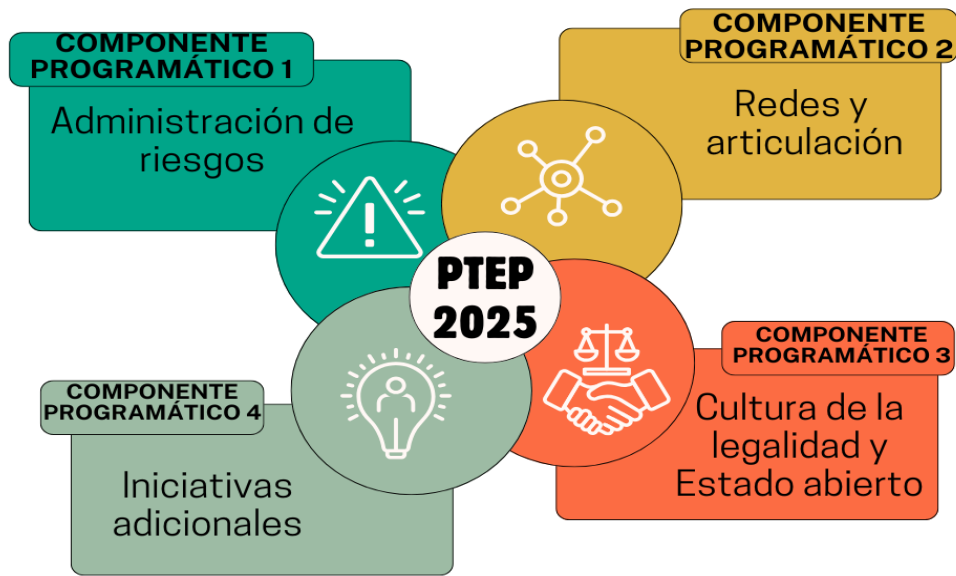 COMPONENTE
PROGRAMÁTICO 1
Administración de
riesgos
COMPONENTE
PROGRAMÁTICO 2
Redes y
articulación
PTEP
2025
COMPONENTE
PROGRAMÁTICO 3
Cultura de la
legalidad y
Estado abierto
COMPONENTE
PROGRAMÁTICO 4
Iniciativas
adicionales